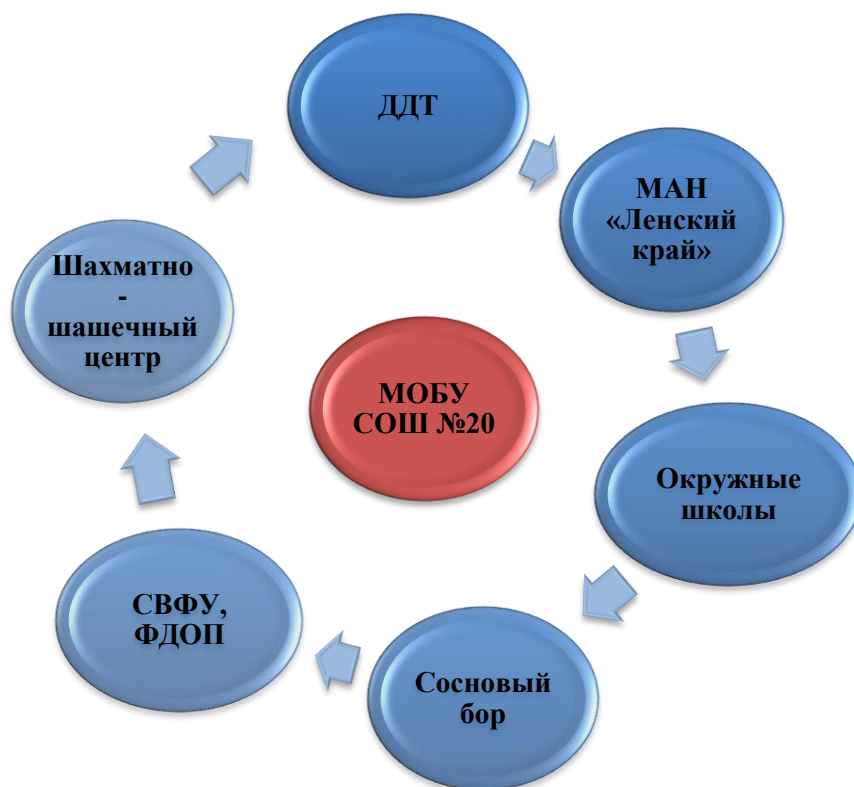 ДДТ
МАН
«Ленский
край»
Окружные
школы
Сосновый
бор
СВФУ,
ФДОП
Шахматно
-
шашечный
центр
МОБУ
СОШ №20